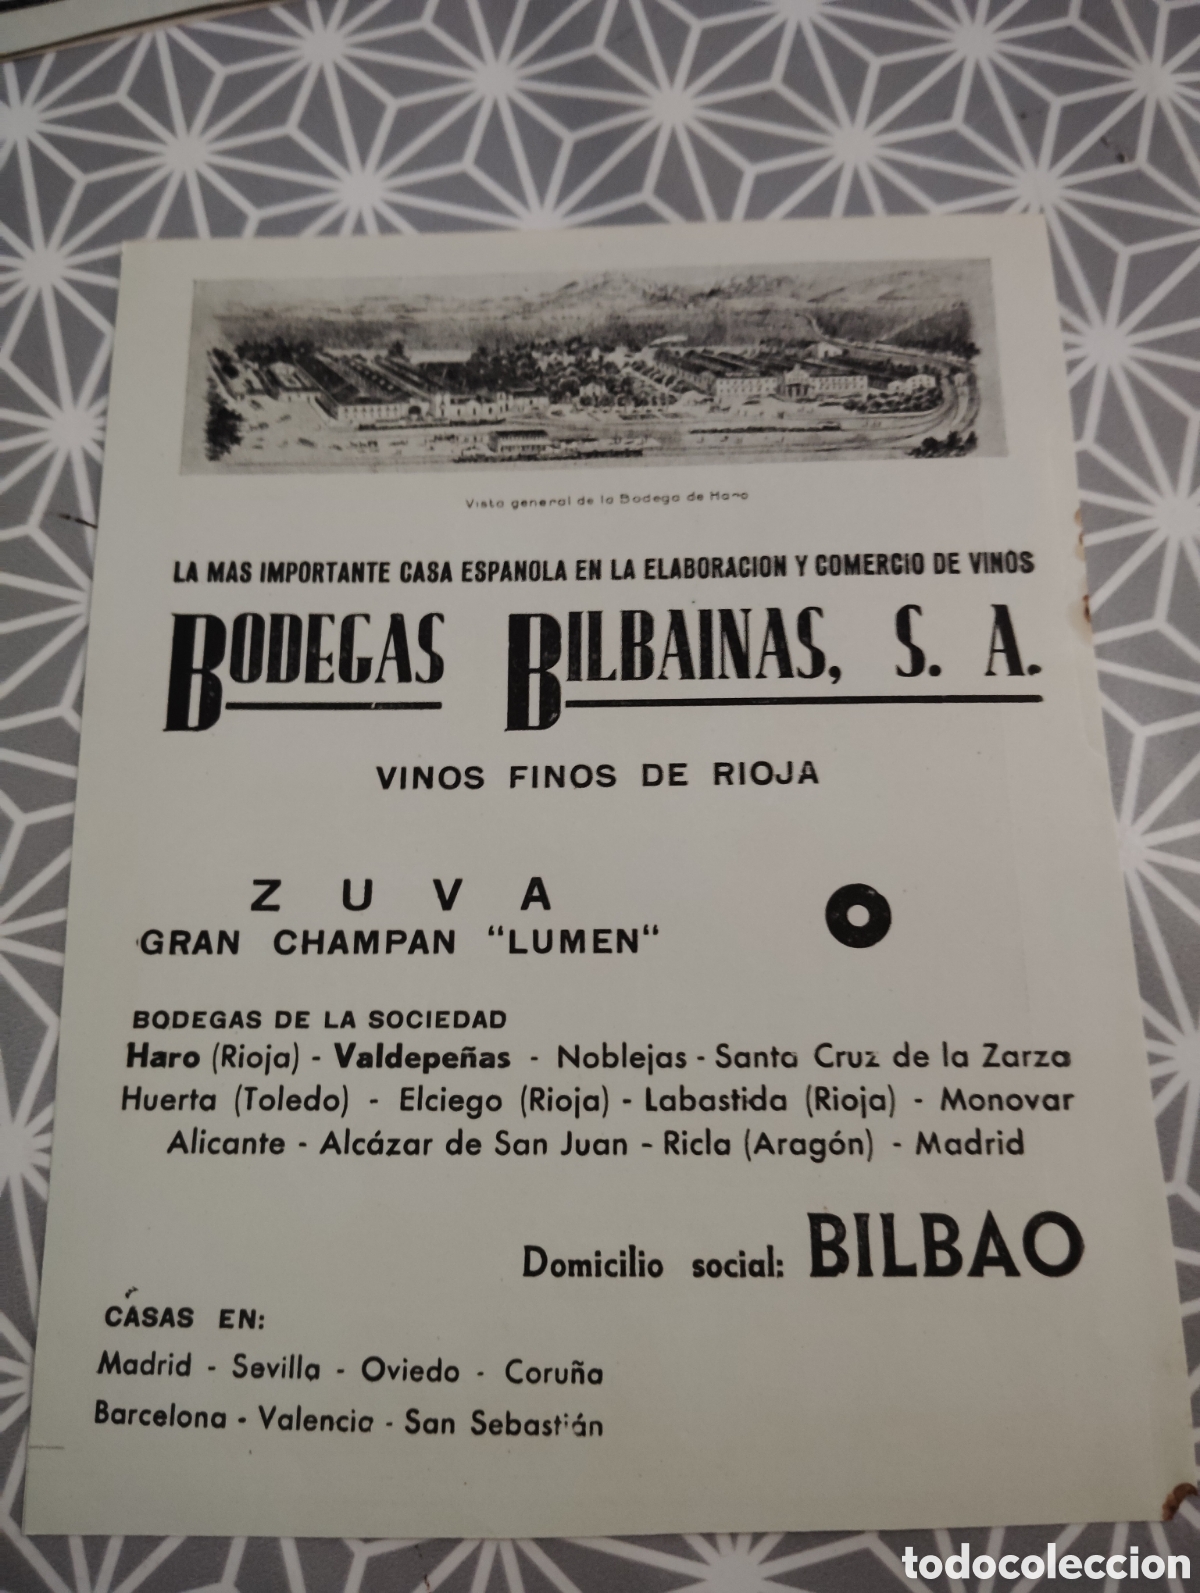 Vista general de la Bodega de Haro
LA MAS IMPORTANTE CASA ESPANOLA EN LA ELABORACION Y COMERCIO DE VINOS
BODEGAS BILBAINAS, S. A.
VINOS FINOS DE RIOJA
ZUVA
GRAN CHAMPAN "LUMEN"
BODEGAS DE LA SOCIEDAD
Haro (Rioja) - Valdepeñas - Noblejas - Santa Cruz de la Zarza
Huerta (Toledo) - Elciego (Rioja) - Labastida (Rioja) - Monovar
Alicante - Alcázar de San Juan - Ricla (Aragón) - Madrid
Domicilio social: BILBAO
CASAS EN:
Madrid - Sevilla - Oviedo - Coruña
Barcelona - Valencia - San Sebastián
todocoleccion